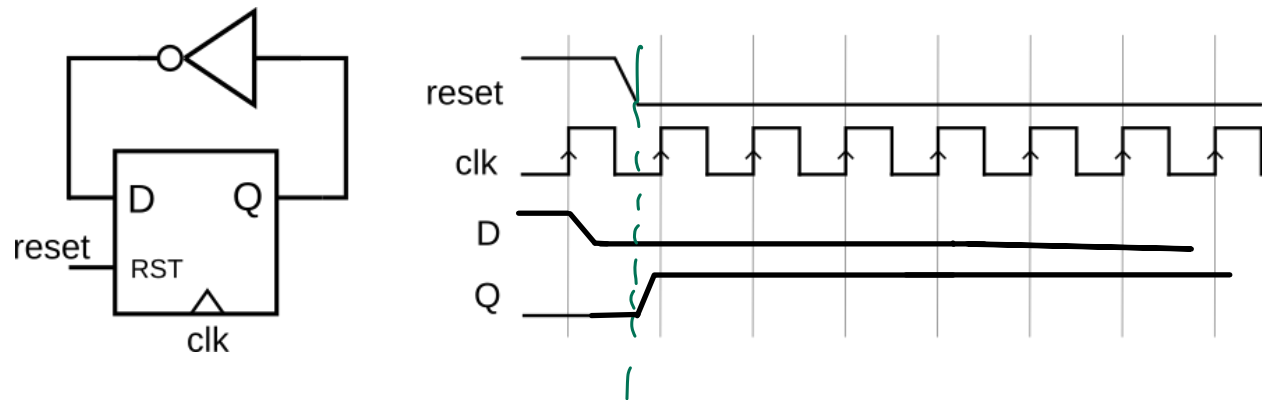 D Q
reset
RST
clk
reset
clk
D
Q